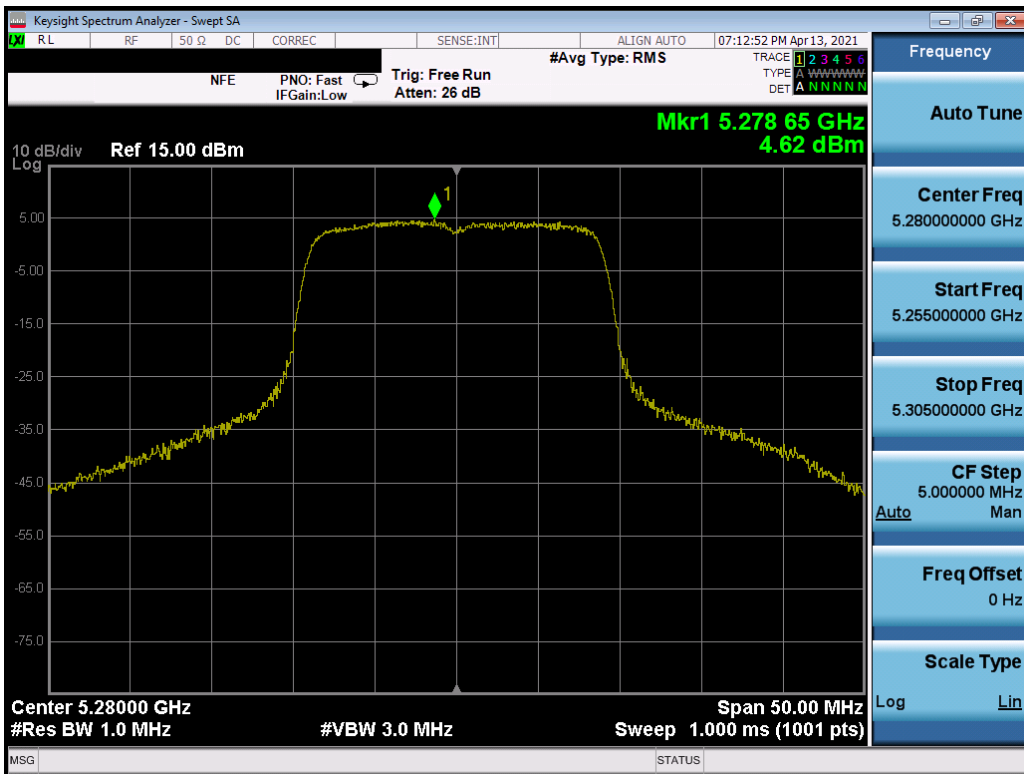 Keysight Spectrum Analyzer - Swept SA
LXI RL RF 50 Ω DC CORREC SENSE:INT ALIGN AUTO 07:12:52 PM Apr 13, 2021
NFE PNO: Fast IFGain:Low Trig: Free Run Atten: 26 dB #Avg Type: RMS
TRACE 1 2 3 4 5 6
TYPE A WWWWW
DET A N N N N N
Mkr1 5.278 65 GHz
4.62 dBm
10 dB/div Ref 15.00 dBm
Log
1
5.00
-5.00
-15.0
-25.0
-35.0
-45.0
-55.0
-65.0
-75.0
Center 5.28000 GHz Span 50.00 MHz
#Res BW 1.0 MHz #VBW 3.0 MHz Sweep 1.000 ms (1001 pts)
MSG STATUS
Frequency
Auto Tune
Center Freq
5.280000000 GHz
Start Freq
5.255000000 GHz
Stop Freq
5.305000000 GHz
CF Step
5.000000 MHz
Auto Man
Freq Offset
0 Hz
Scale Type
Log Lin